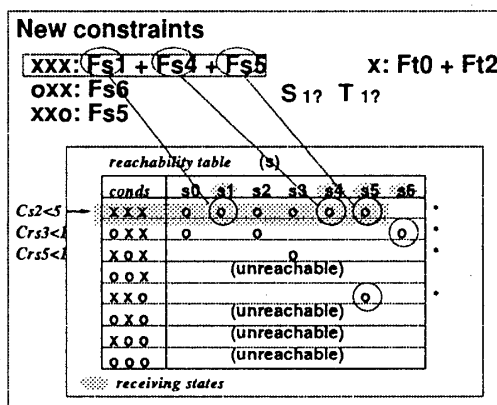 New constraints
xxx: Fs1 + Fs4 + Fs5 x: Ft0 + Ft2
oxx: Fs6 S 1? T 1?
xxo: Fs5
reachability table (s)
conds s0 s1 s2 s3 s4 s5 s6
Cs2<5 x x x o o o o o o *
Crs3<1 o x x o o o *
Crs5<1 x o x o *
o o x (unreachable)
x x o o *
o x o (unreachable)
x o o (unreachable)
o o o (unreachable)
receiving states